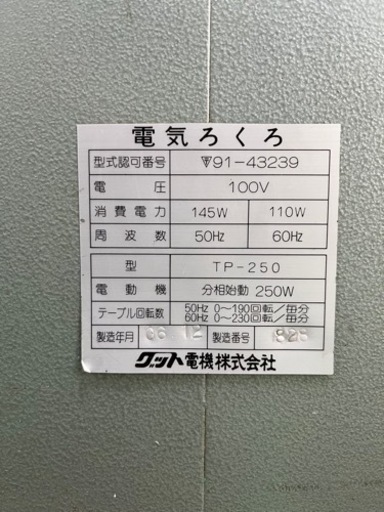 電気ろくろ
型式認可番号 91-43239
電圧 100V
消費電力 145W 110W
周波数 50Hz 60Hz
型 TP-250
電動機 分相始動 250W
テーブル回転数 50Hz 0〜190回転/毎分
60Hz 0〜230回転/毎分
製造年月 12 製造番号
グット電機株式会社